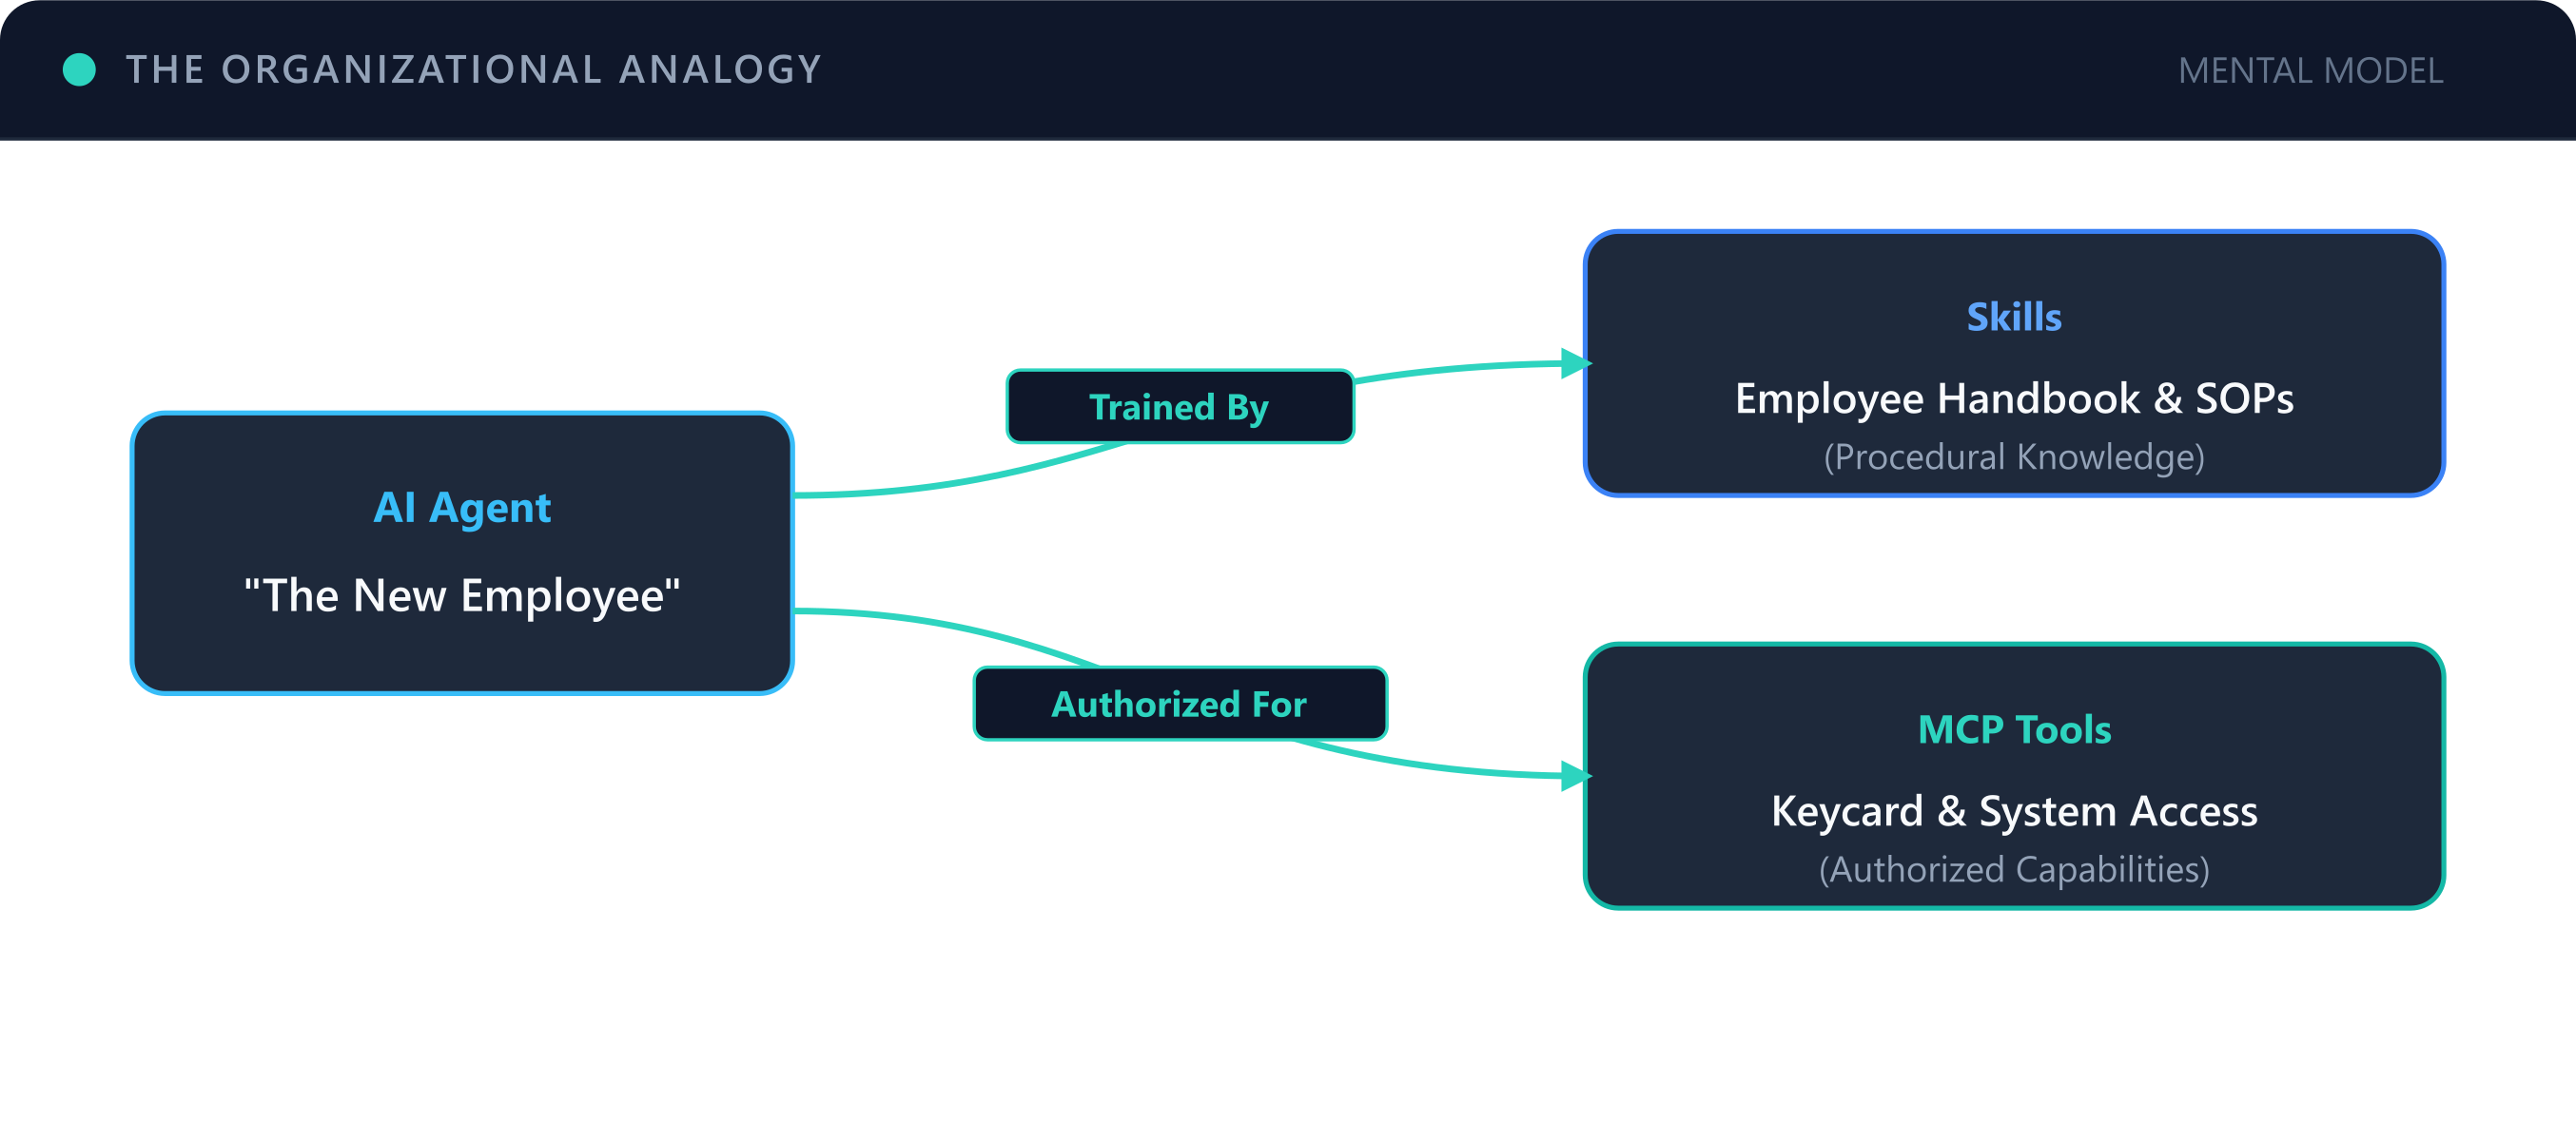 THE ORGANIZATIONAL ANALOGY
MENTAL MODEL
AI Agent
"The New Employee"
Trained By
Authorized For
Skills
Employee Handbook & SOPs
(Procedural Knowledge)
MCP Tools
Keycard & System Access
(Authorized Capabilities)